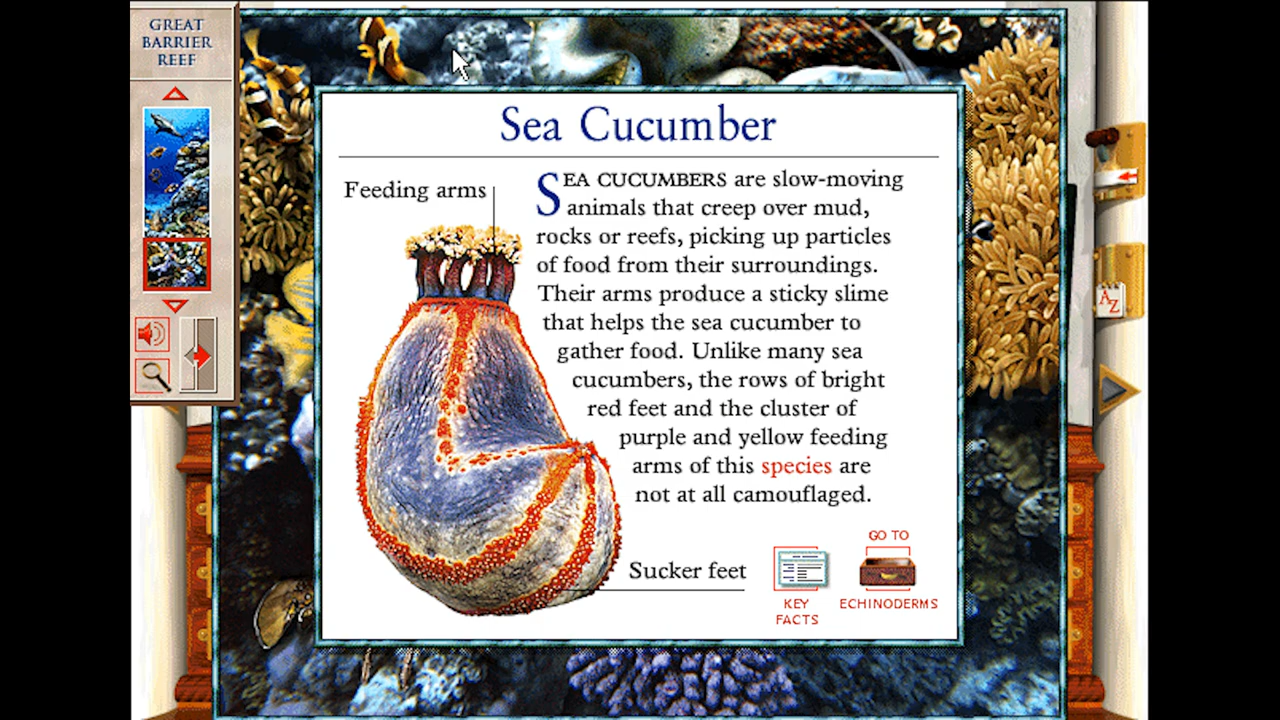 GREAT
BARRIER
REEF
Sea Cucumber
Feeding arms
SEA CUCUMBERS are slow-moving
animals that creep over mud,
rocks or reefs, picking up particles
of food from their surroundings.
Their arms produce a sticky slime
that helps the sea cucumber to
gather food. Unlike many sea
cucumbers, the rows of bright
red feet and the cluster of
purple and yellow feeding
arms of this species are
not at all camouflaged.
Sucker feet
KEY
FACTS
GO TO
ECHINODERMS
A
Z